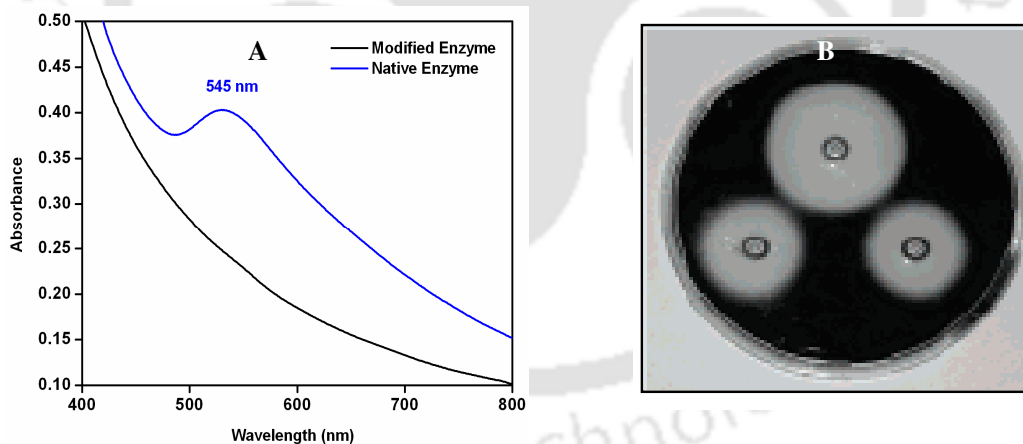 A
Modified Enzyme
Native Enzyme
545 nm
0.50
0.45
0.40
0.35
0.30
0.25
0.20
0.15
0.10
Absorbance
400 500 600 700 800
Wavelength (nm)
B